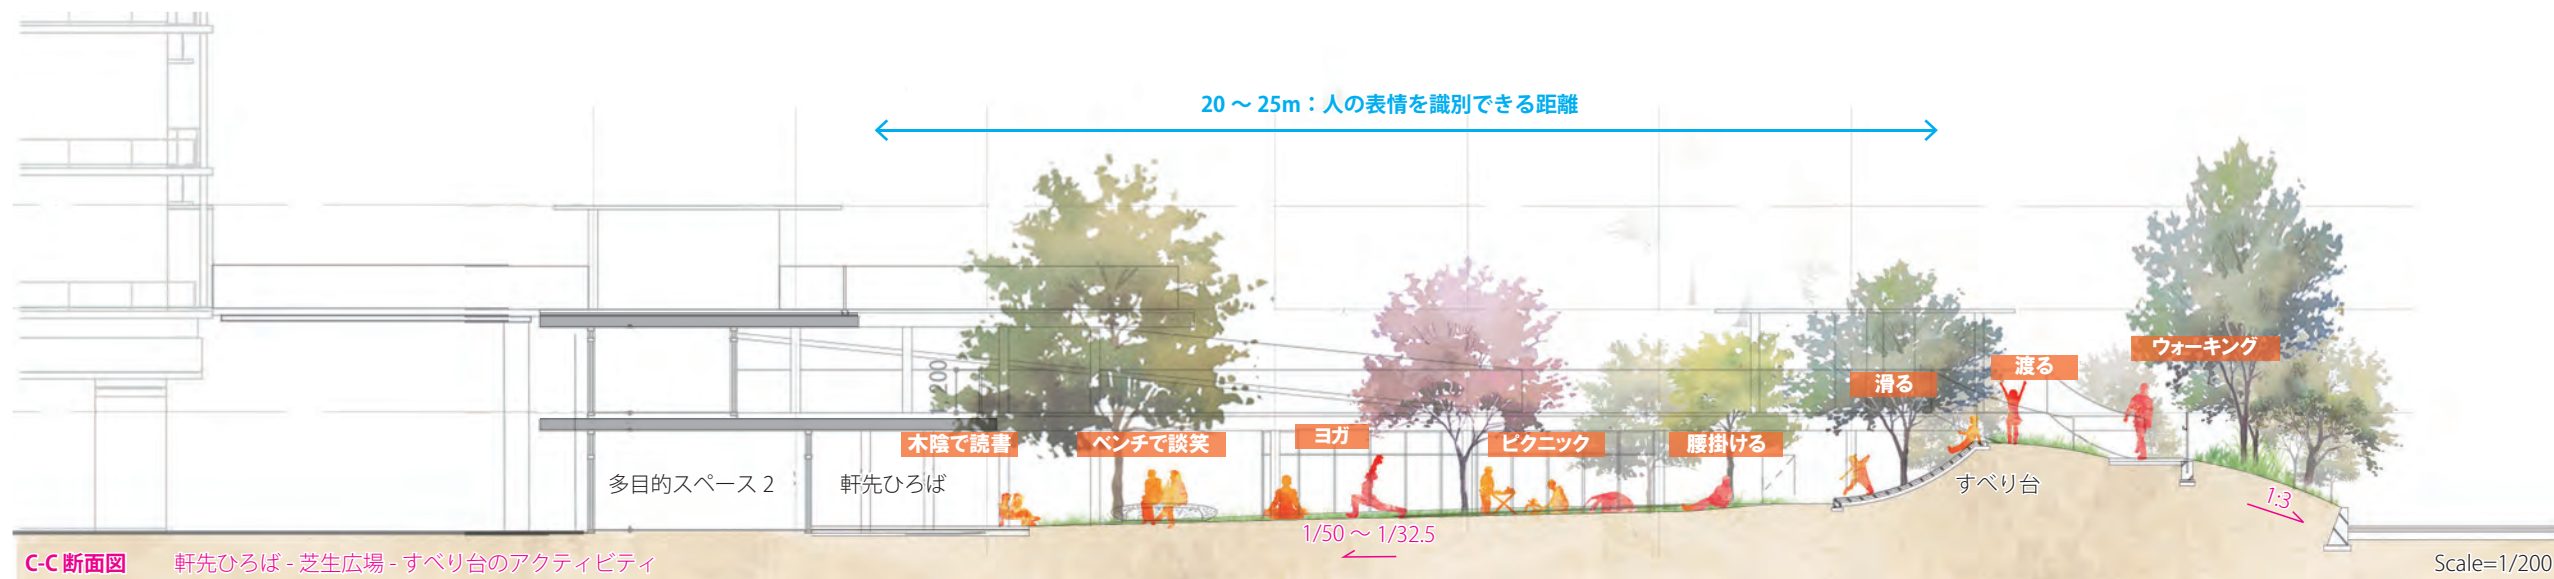 20 ～ 25m：人の表情を識別できる距離
ウォーキング
渡る
滑る
200
木陰で読書
ベンチで談笑
ヨガ
ピクニック
腰掛ける
多目的スペース 2
軒先ひろば
すべり台
1:3
1/50 ～ 1/32.5
C-C 断面図 軒先ひろば - 芝生広場 - すべり台のアクティビティ
Scale=1/200